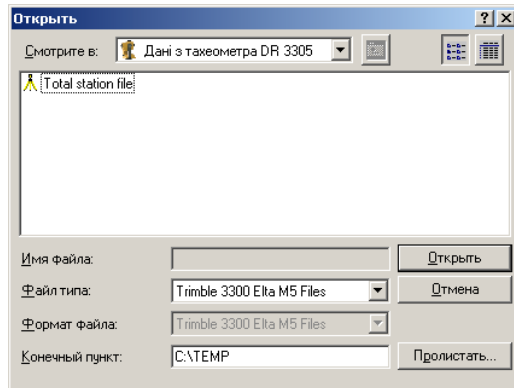 Открыть
Смотрите в: Дані з тахеометра DR 3305
Total station file
Имя файла: Открыть
Файл типа: Trimble 3300 Elta M5 Files Отмена
Формат файла: Trimble 3300 Elta M5 Files
Конечный пункт: C:\TEMP Пролистать...